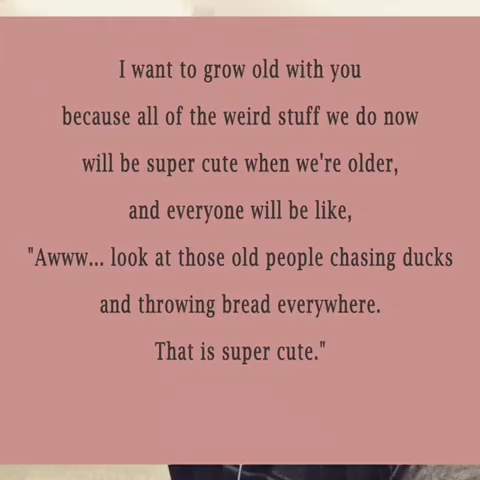 I want to grow old with you
because all of the weird stuff we do now
will be super cute when we're older,
and everyone will be like,
"Awww... look at those old people chasing ducks
and throwing bread everywhere.
That is super cute."